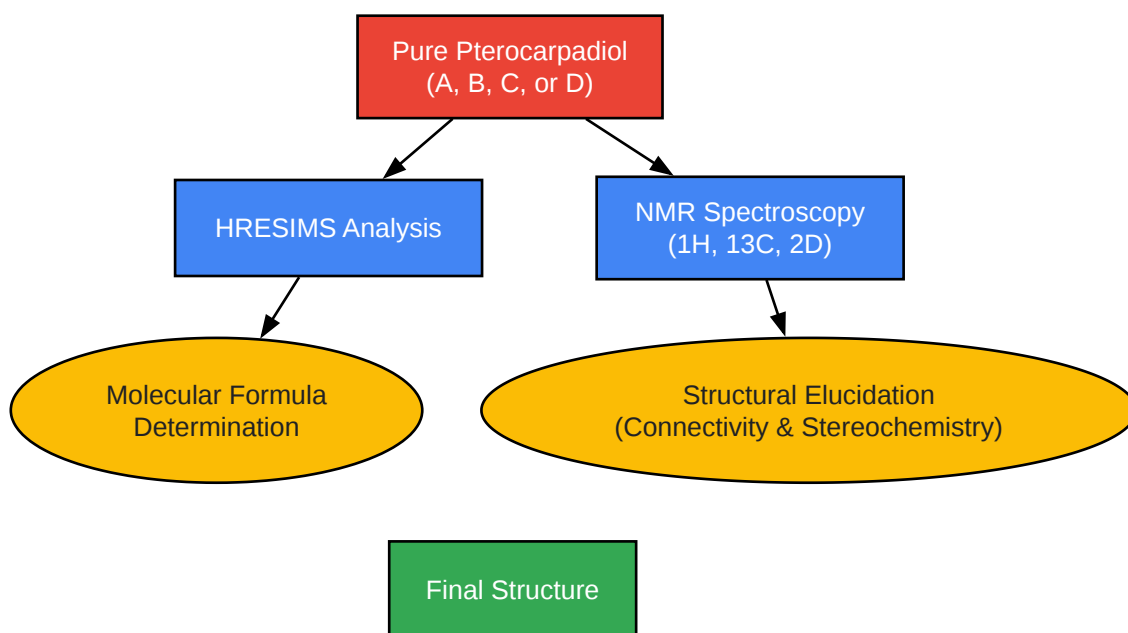 Pure Pterocarpadiol
(A, B, C, or D)
HRESIMS Analysis
NMR Spectroscopy
(1H, 13C, 2D)
Molecular Formula
Determination
Structural Elucidation
(Connectivity & Stereochemistry)
Final Structure